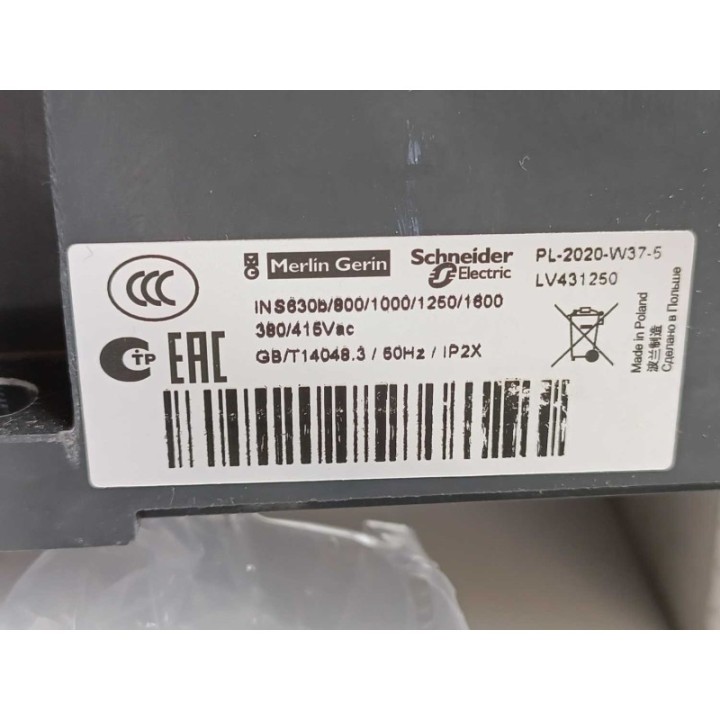 CCC
Merlin Gerin
Schneider
Electric
PL-2020-W37-5
LV431250
INS630b/800/1000/1250/1600
380/415Vac
GB/T14048.3 / 50Hz / IP2X
EAC
Made in Poland
波兰制造
Сделано в Польше